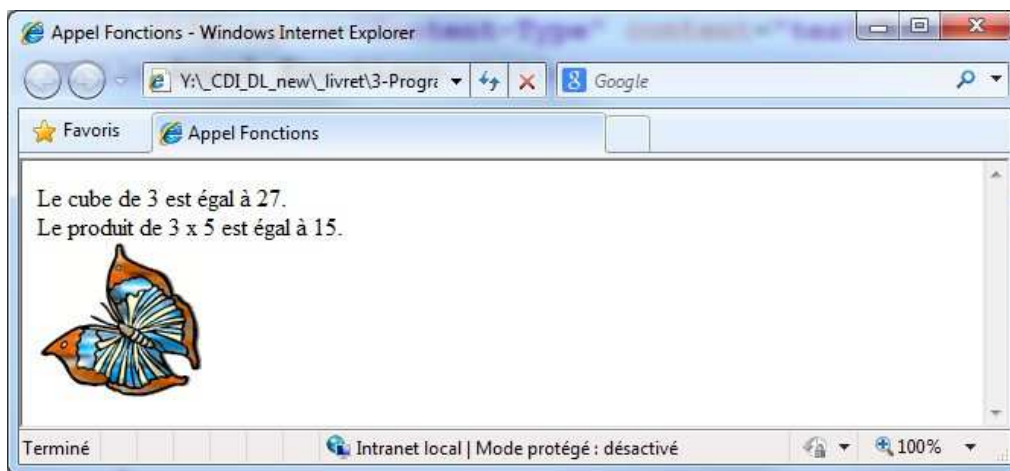 Appel Fonctions - Windows Internet Explorer
Y:\_CDI_DL_new\_livret\3-Progra
Google
Favoris
Appel Fonctions
Le cube de 3 est égal à 27.
Le produit de 3 x 5 est égal à 15.
Terminé
Intranet local | Mode protégé : désactivé
100%